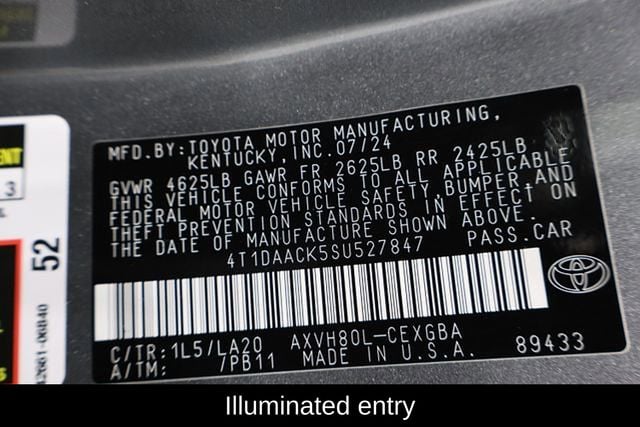 MFD.BY:TOYOTA MOTOR MANUFACTURING,
KENTUCKY, INC.07/24
GVWR 4625LB GAWR FR 2625LB RR 2425LB
THIS VEHICLE CONFORMS TO ALL APPLICABLE
FEDERAL MOTOR VEHICLE SAFETY, BUMPER AND
THEFT PREVENTION STANDARDS IN EFFECT ON
THE DATE OF MANUFACTURE SHOWN ABOVE.
4T1DAACK5SU527847 PASS.CAR
C/TR:1L5/LA20 AXVH80L-CEXGBA
A/TM: /PB11 MADE IN U.S.A. 89433
3
52
Illuminated entry